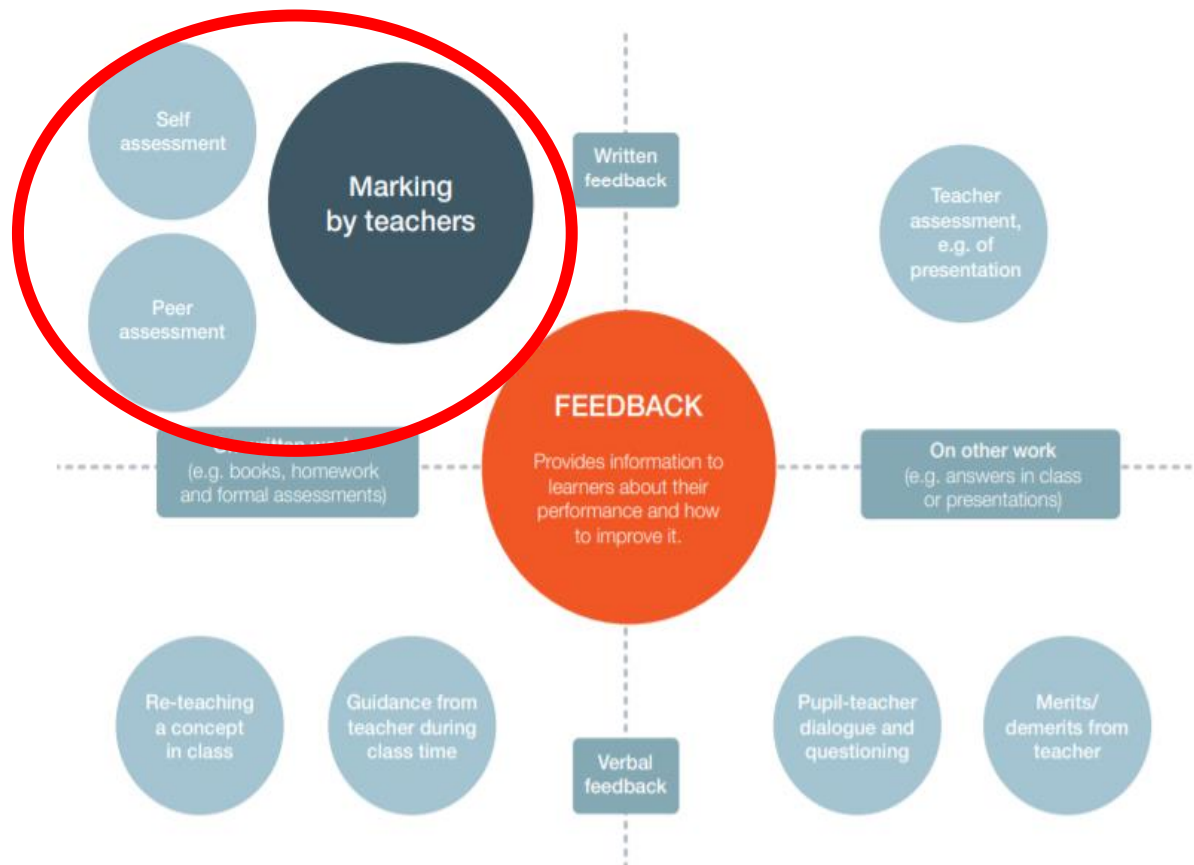 Self
assessment
Marking
by teachers
Peer
assessment
Written
feedback
Teacher
assessment,
e.g. of
presentation
FEEDBACK
Provides information to
learners about their
performance and how
to improve it.
(e.g. books, homework
and formal assessments)
On other work
(e.g. answers in class
or presentations)
Re-teaching
a concept
in class
Guidance from
teacher during
class time
Verbal
feedback
Pupil-teacher
dialogue and
questioning
Merits/
demerits from
teacher